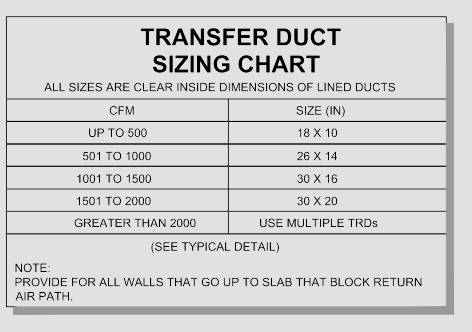 TRANSFER DUCT
SIZING CHART
ALL SIZES ARE CLEAR INSIDE DIMENSIONS OF LINED DUCTS
CFM SIZE (IN)
UP TO 500 18 X 10
501 TO 1000 26 X 14
1001 TO 1500 30 X 16
1501 TO 2000 30 X 20
GREATER THAN 2000 USE MULTIPLE TRDs
(SEE TYPICAL DETAIL)
NOTE:
PROVIDE FOR ALL WALLS THAT GO UP TO SLAB THAT BLOCK RETURN
AIR PATH.